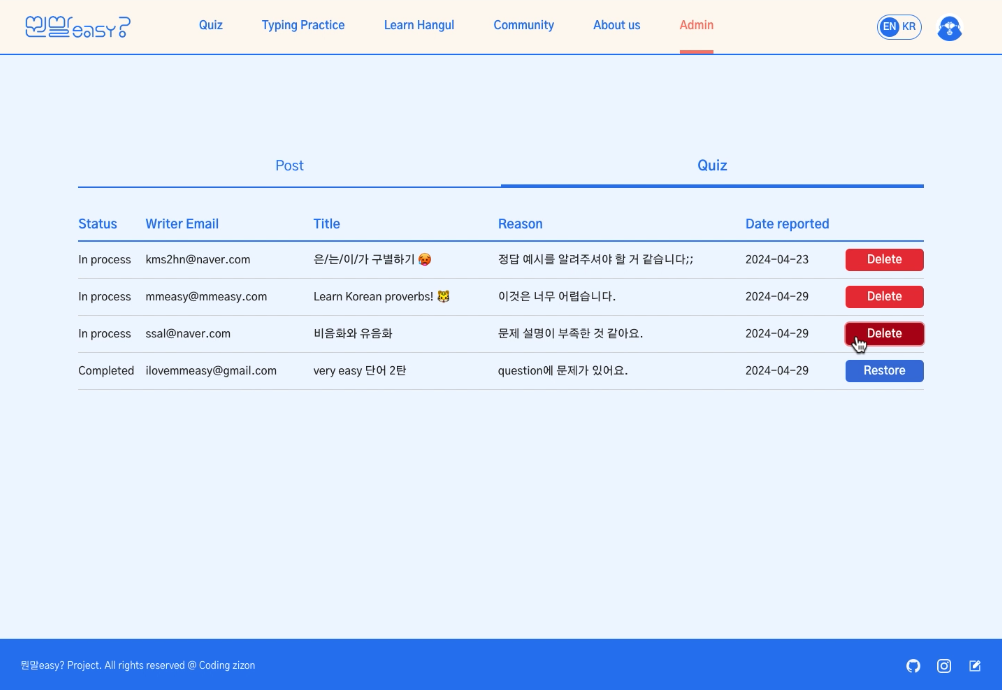 뭔말easy?
Quiz Typing Practice Learn Hangul Community About us Admin EN KR
Post Quiz
Status Writer Email Title Reason Date reported
In process kms2hn@naver.com 은/는/이/가 구별하기 🥵 정답 예시를 알려주셔야 할 거 같습니다;; 2024-04-23 Delete
In process mmeasy@mmeasy.com Learn Korean proverbs! 🐯 이것은 너무 어렵습니다. 2024-04-29 Delete
In process ssal@naver.com 비음화와 유음화 문제 설명이 부족한 것 같아요. 2024-04-29 Delete
Completed ilovemmeasy@gmail.com very easy 단어 2탄 question에 문제가 있어요. 2024-04-29 Restore
뭔말easy? Project. All rights reserved @ Coding zizon